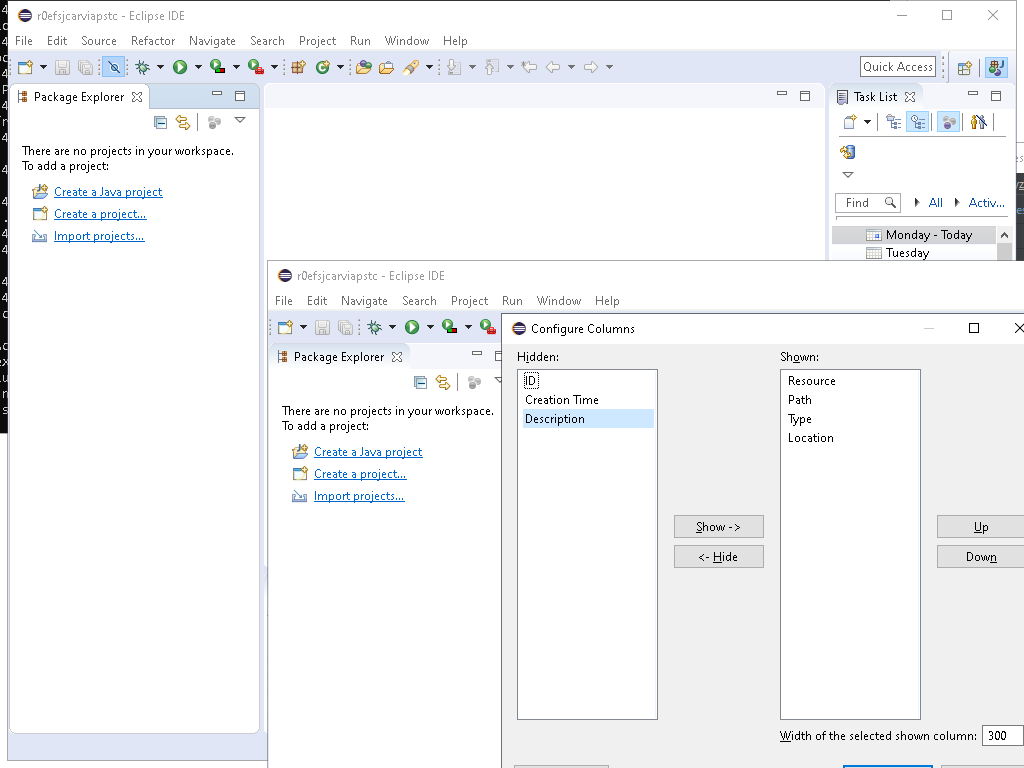 r0efsjcarviapstc - Eclipse IDE
File Edit Source Refactor Navigate Search Project Run Window Help
Quick Access
Package Explorer
Task List
There are no projects in your workspace.
To add a project:
Create a Java project
Create a project...
Import projects...
Find
All
Activ...
Monday - Today
Tuesday
r0efsjcarviapstc - Eclipse IDE
File Edit Navigate Search Project Run Window Help
Package Explorer
There are no projects in your workspace.
To add a project:
Create a Java project
Create a project...
Import projects...
Configure Columns
Hidden:
ID
Creation Time
Description
Show ->
<- Hide
Shown:
Resource
Path
Type
Location
Up
Down
Width of the selected shown column: 300